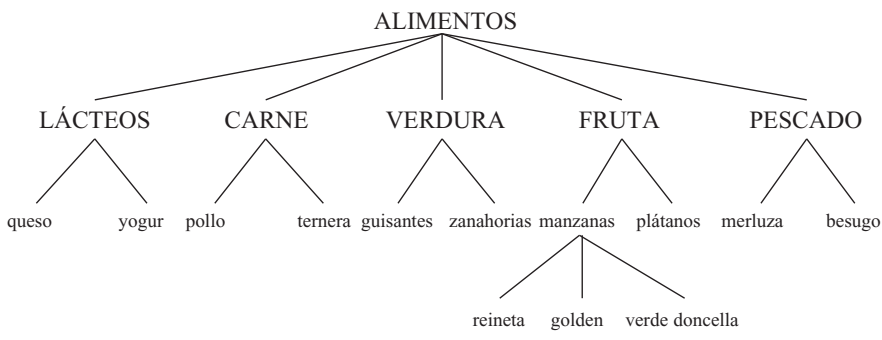 ALIMENTOS
LÁCTEOS CARNE VERDURA FRUTA PESCADO
queso yogur pollo ternera guisantes zanahorias manzanas plátanos merluza besugo
reineta golden verde doncella